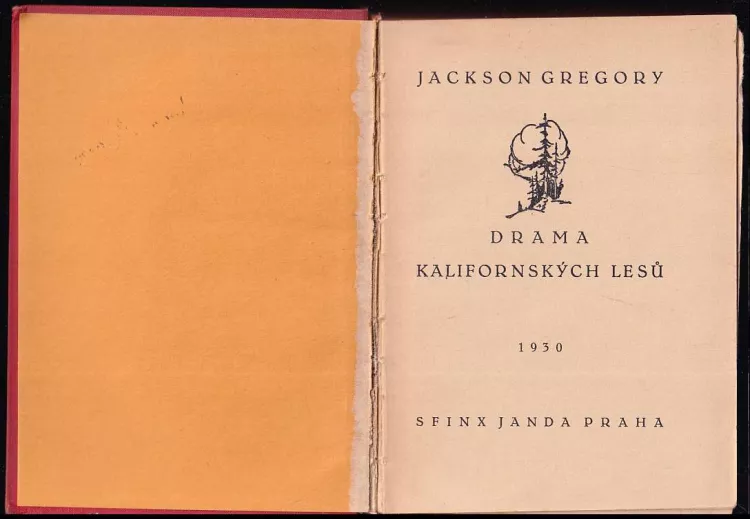 JACKSON GREGORY
DRAMA
KALIFORNSKÝCH LESŮ
1930
SFINX JANDA PRAHA